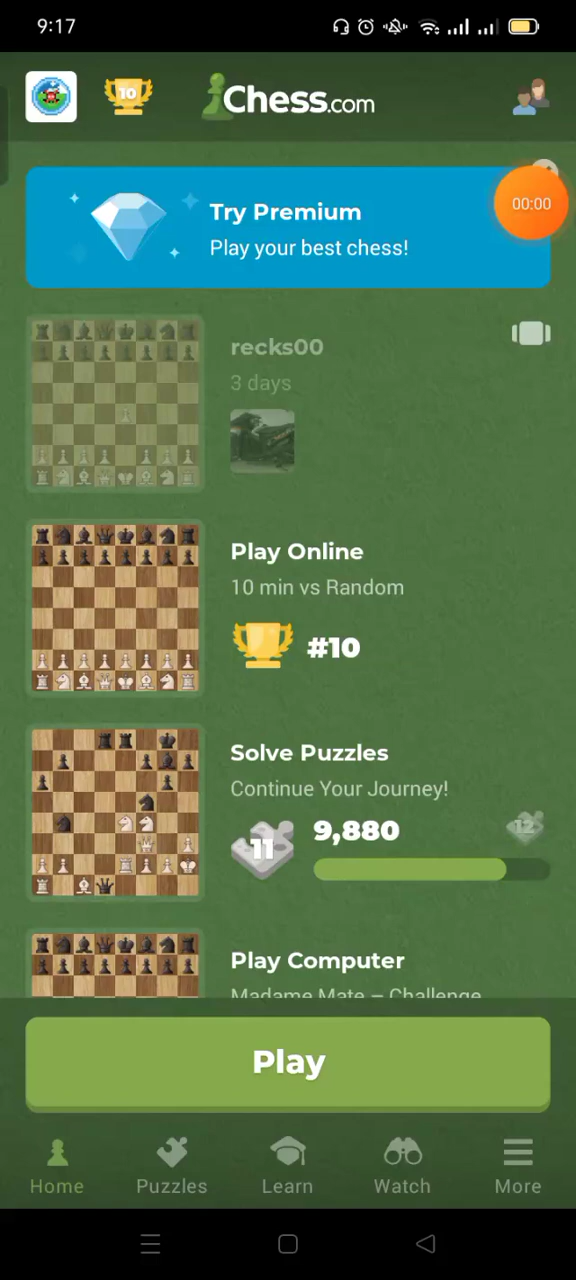 9:17
10
Chess.com
Try Premium
Play your best chess!
00:00
recks00
3 days
Play Online
10 min vs Random
#10
Solve Puzzles
Continue Your Journey!
11
9,880
12
Play Computer
Madame Mate – Challenge
Play
Home
Puzzles
Learn
Watch
More